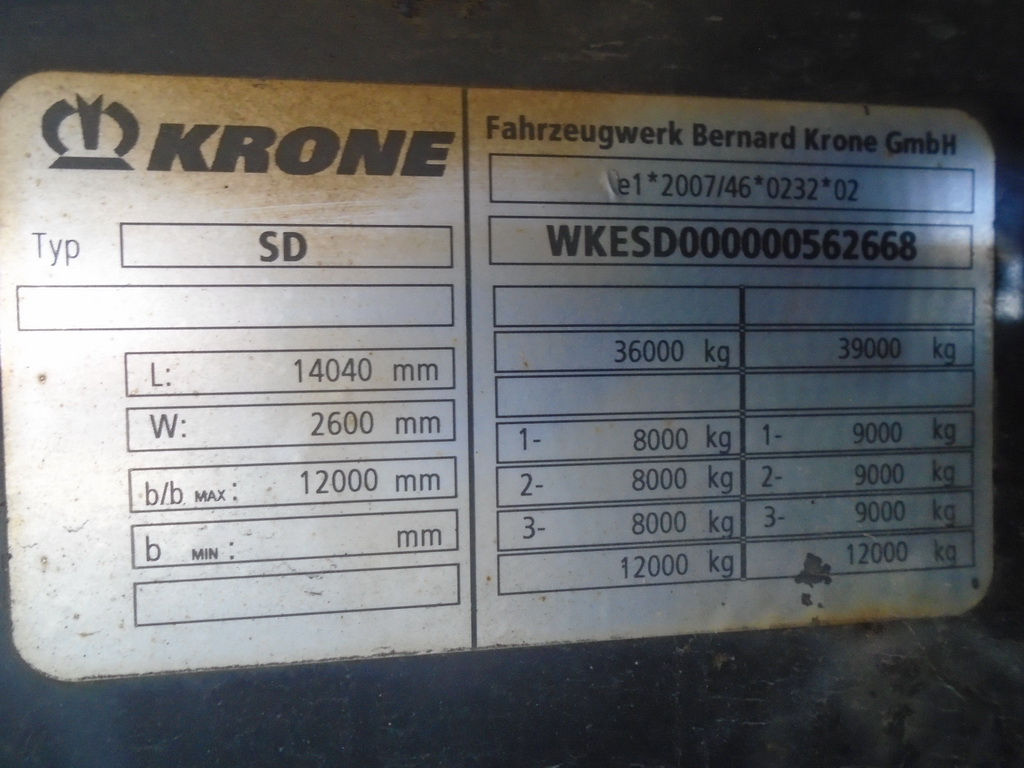 KRONE
Typ SD
L: 14040 mm
W: 2600 mm
b/b MAX: 12000 mm
b MIN: mm
Fahrzeugwerk Bernard Krone GmbH
e1*2007/46*0232*02
WKESD000000562668
36000 kg 39000 kg
1- 8000 kg 1- 9000 kg
2- 8000 kg 2- 9000 kg
3- 8000 kg 3- 9000 kg
12000 kg 12000 kg